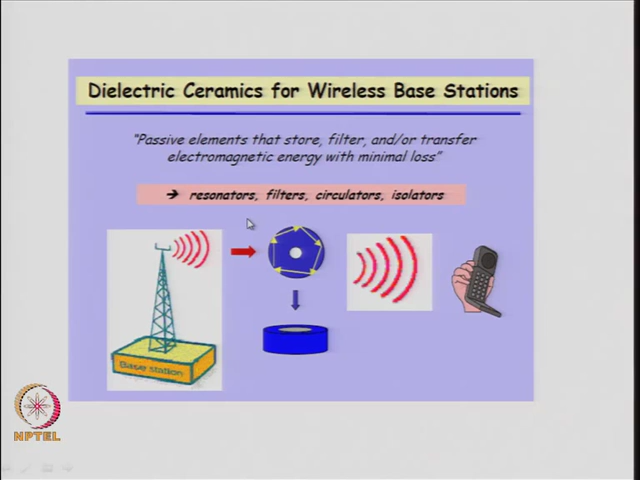 Dielectric Ceramics for Wireless Base Stations
"Passive elements that store, filter, and/or transfer
electromagnetic energy with minimal loss"
➔ resonators, filters, circulators, isolators
Base station
NPTEL